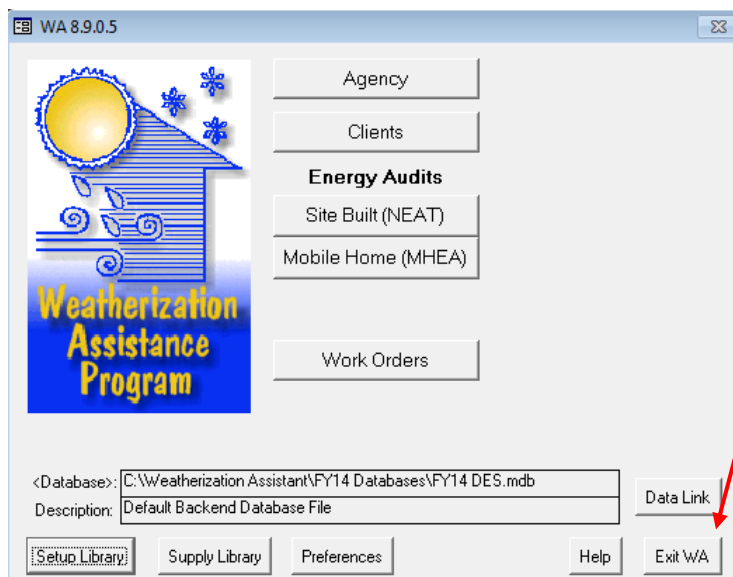 WA 8.9.0.5
Agency
Clients
Energy Audits
Site Built (NEAT)
Mobile Home (MHEA)
Weatherization
Assistance
Program
Work Orders
<Database>: C:\Weatherization Assistant\FY14 Databases\FY14 DES.mdb
Description: Default Backend Database File
Data Link
Setup Library Supply Library Preferences Help Exit WA